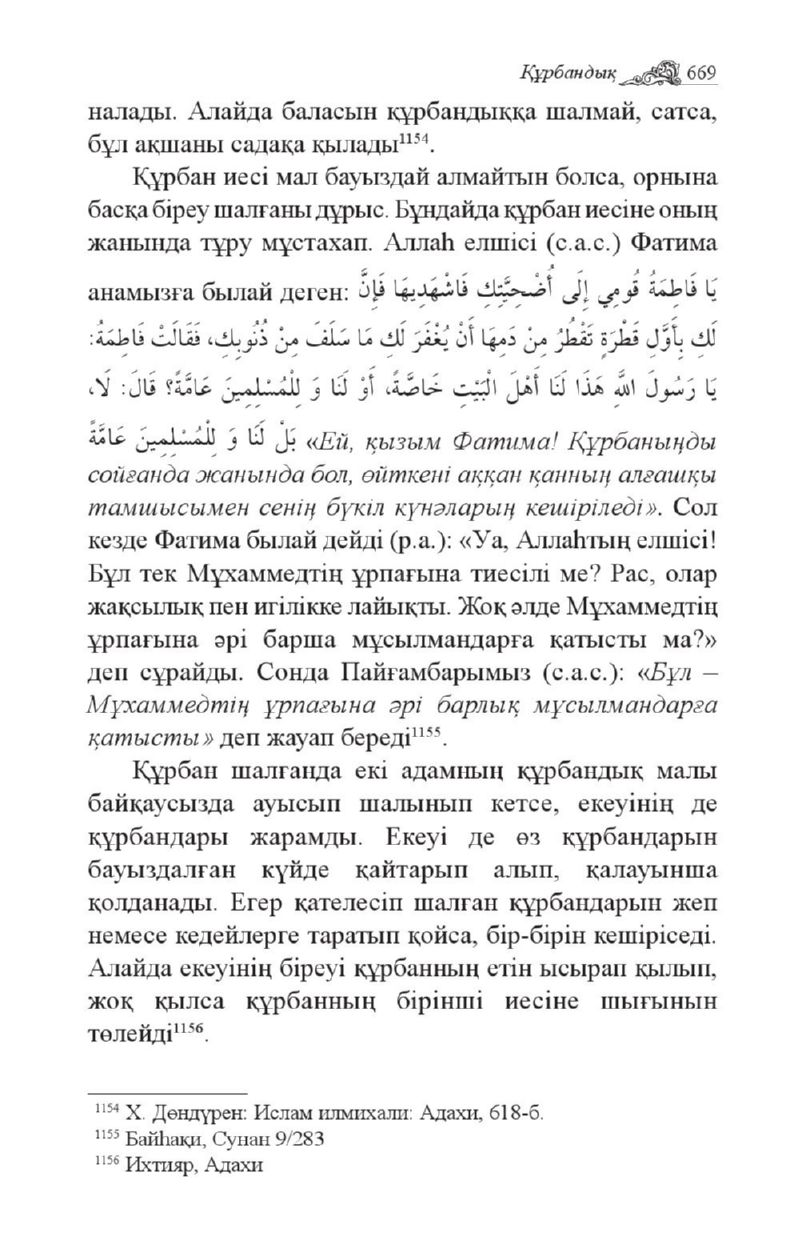 Құрбандық 669
налады. Алайда баласын құрбандыққа шалмай, сатса,
бұл ақшаны садақа қылады¹¹⁵⁴.
Құрбан иесі мал бауыздай алмайтын болса, орнына
басқа біреу шалғаны дұрыс. Бұндайда құрбан иесіне оның
жанында тұру мұстахап. Аллаһ елшісі (с.а.с.) Фатима
анамызға былай деген: يَا فَاطِمَةُ قُومِي إِلَى أُضْحِيَّتِكِ فَاشْهَدِيهَا فَإِنَّ
لَكِ بِأَوَّلِ قَطْرَةٍ تَقْطُرُ مِنْ دَمِهَا أَنْ يُغْفَرَ لَكِ مَا سَلَفَ مِنْ ذُنُوبِكِ، فَقَالَتْ فَاطِمَةُ:
يَا رَسُولَ اللهِ هَذَا لَنَا أَهْلَ الْبَيْتِ خَاصَّةً، أَوْ لَنَا وَ لِلْمُسْلِمِينَ عَامَّةً؟ قَالَ: لَا،
بَلْ لَنَا وَ لِلْمُسْلِمِينَ عَامَّةً «Ей, қызым Фатима! Құрбаныңды
сойғанда жанында бол, өйткені аққан қанның алғашқы
тамшысымен сенің бүкіл күнәларың кешіріледі». Сол
кезде Фатима былай дейді (р.а.): «Уа, Аллаһтың елшісі!
Бұл тек Мұхаммедтің ұрпағына тиесілі ме? Рас, олар
жақсылық пен игілікке лайықты. Жоқ әлде Мұхаммедтің
ұрпағына әрі барша мұсылмандарға қатысты ма?»
деп сұрайды. Сонда Пайғамбарымыз (с.а.с.): «Бұл –
Мұхаммедтің ұрпағына әрі барлық мұсылмандарға
қатысты» деп жауап береді¹¹⁵⁵.
Құрбан шалғанда екі адамның құрбандық малы
байқаусызда ауысып шалынып кетсе, екеуінің де
құрбандары жарамды. Екеуі де өз құрбандарын
бауыздалған күйде қайтарып алып, қалауынша
қолданады. Егер қателесіп шалған құрбандарын жеп
немесе кедейлерге таратып қойса, бір-бірін кешіріседі.
Алайда екеуінің біреуі құрбанның етін ысырап қылып,
жоқ қылса құрбанның бірінші иесіне шығынын
төлейді¹¹⁵⁶.
¹¹⁵⁴ Х. Дөндүрен: Ислам илмихали: Адахи, 618-б.
¹¹⁵⁵ Байһақи, Сунан 9/283
¹¹⁵⁶ Ихтияр, Адахи